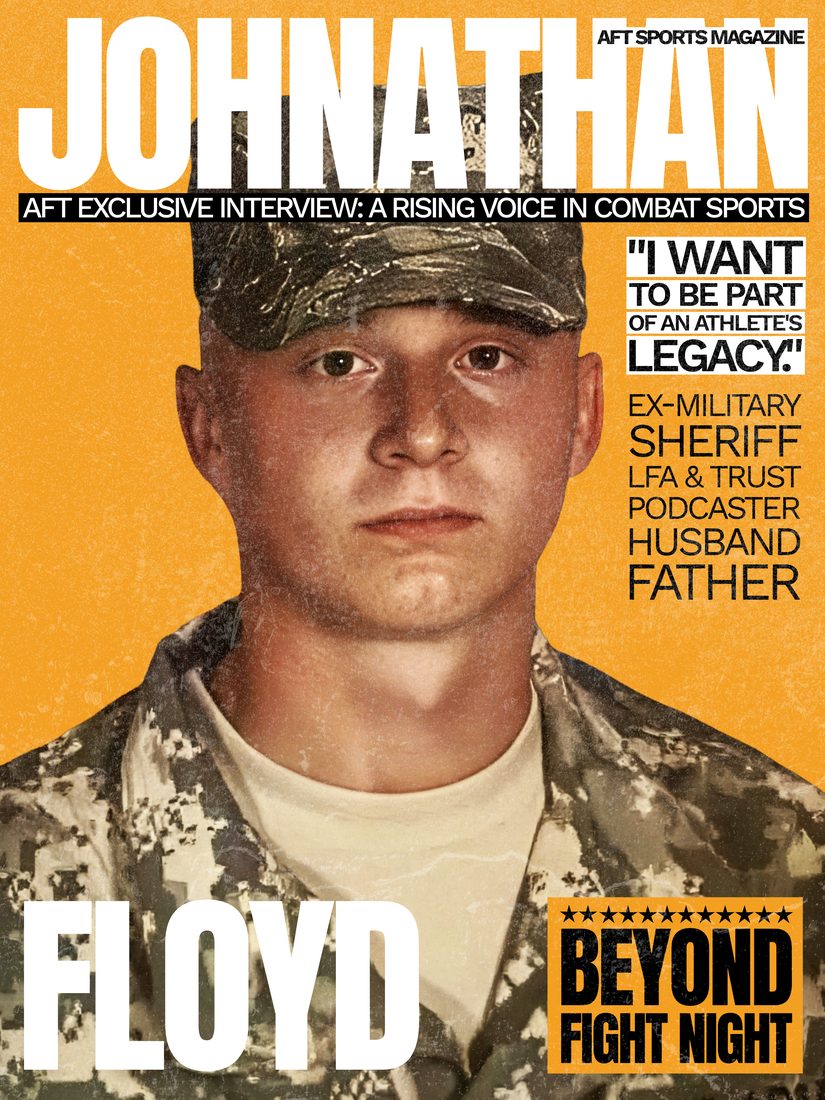 JOHNATHAN
AFT SPORTS MAGAZINE
AFT EXCLUSIVE INTERVIEW: A RISING VOICE IN COMBAT SPORTS
"I WANT
TO BE PART
OF AN ATHLETE'S
LEGACY."
EX-MILITARY
SHERIFF
LFA & TRUST
PODCASTER
HUSBAND
FATHER
FLOYD
BEYOND
FIGHT NIGHT